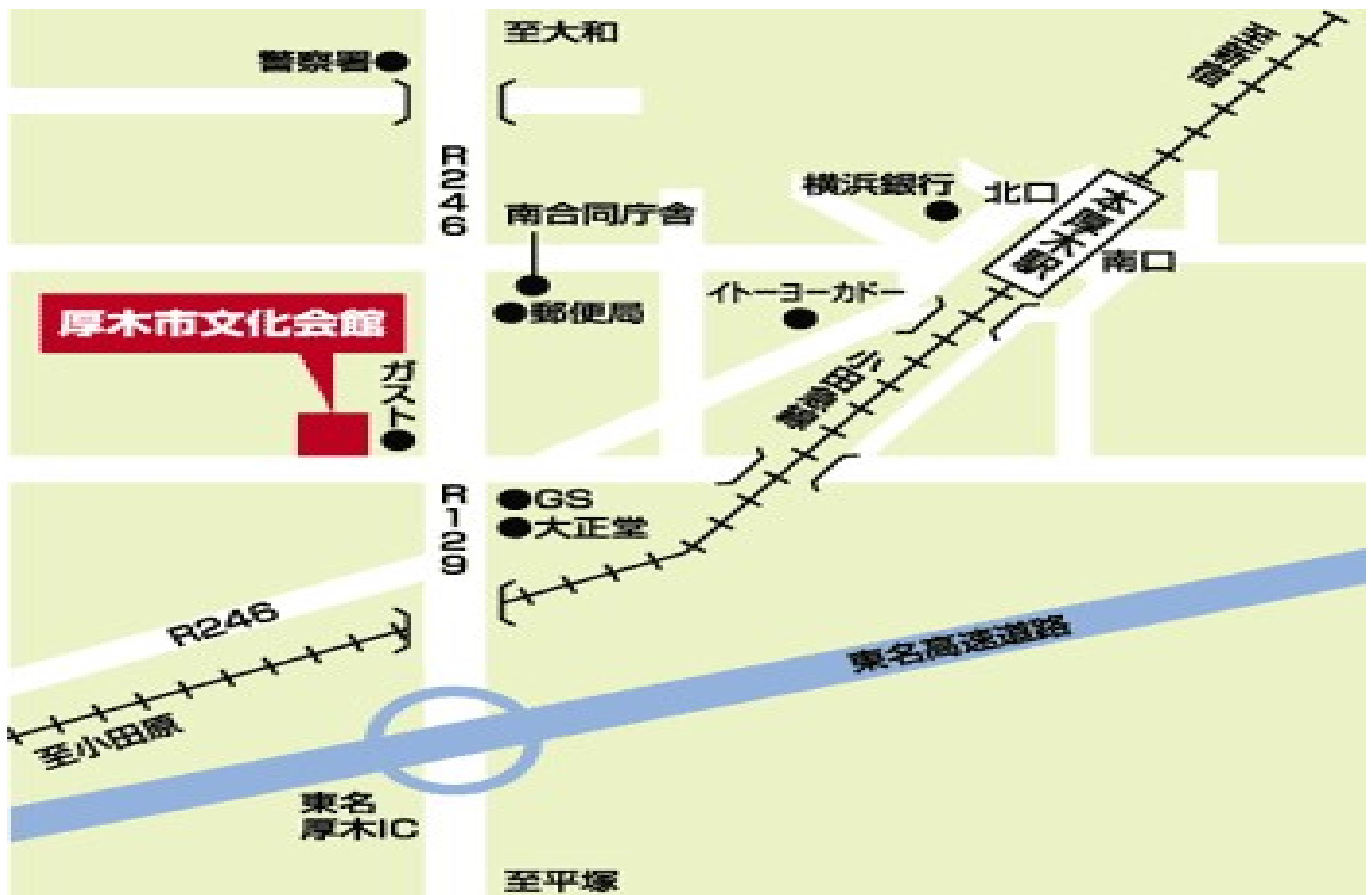 至大和
警察署
至新宿
R246
横浜銀行
北口
本厚木駅
南口
南合同庁舎
郵便局
イトーヨーカドー
厚木市文化会館
ガスト
小田急線
R129
GS
大正堂
R246
東名高速道路
至小田原
東名
厚木IC
至平塚